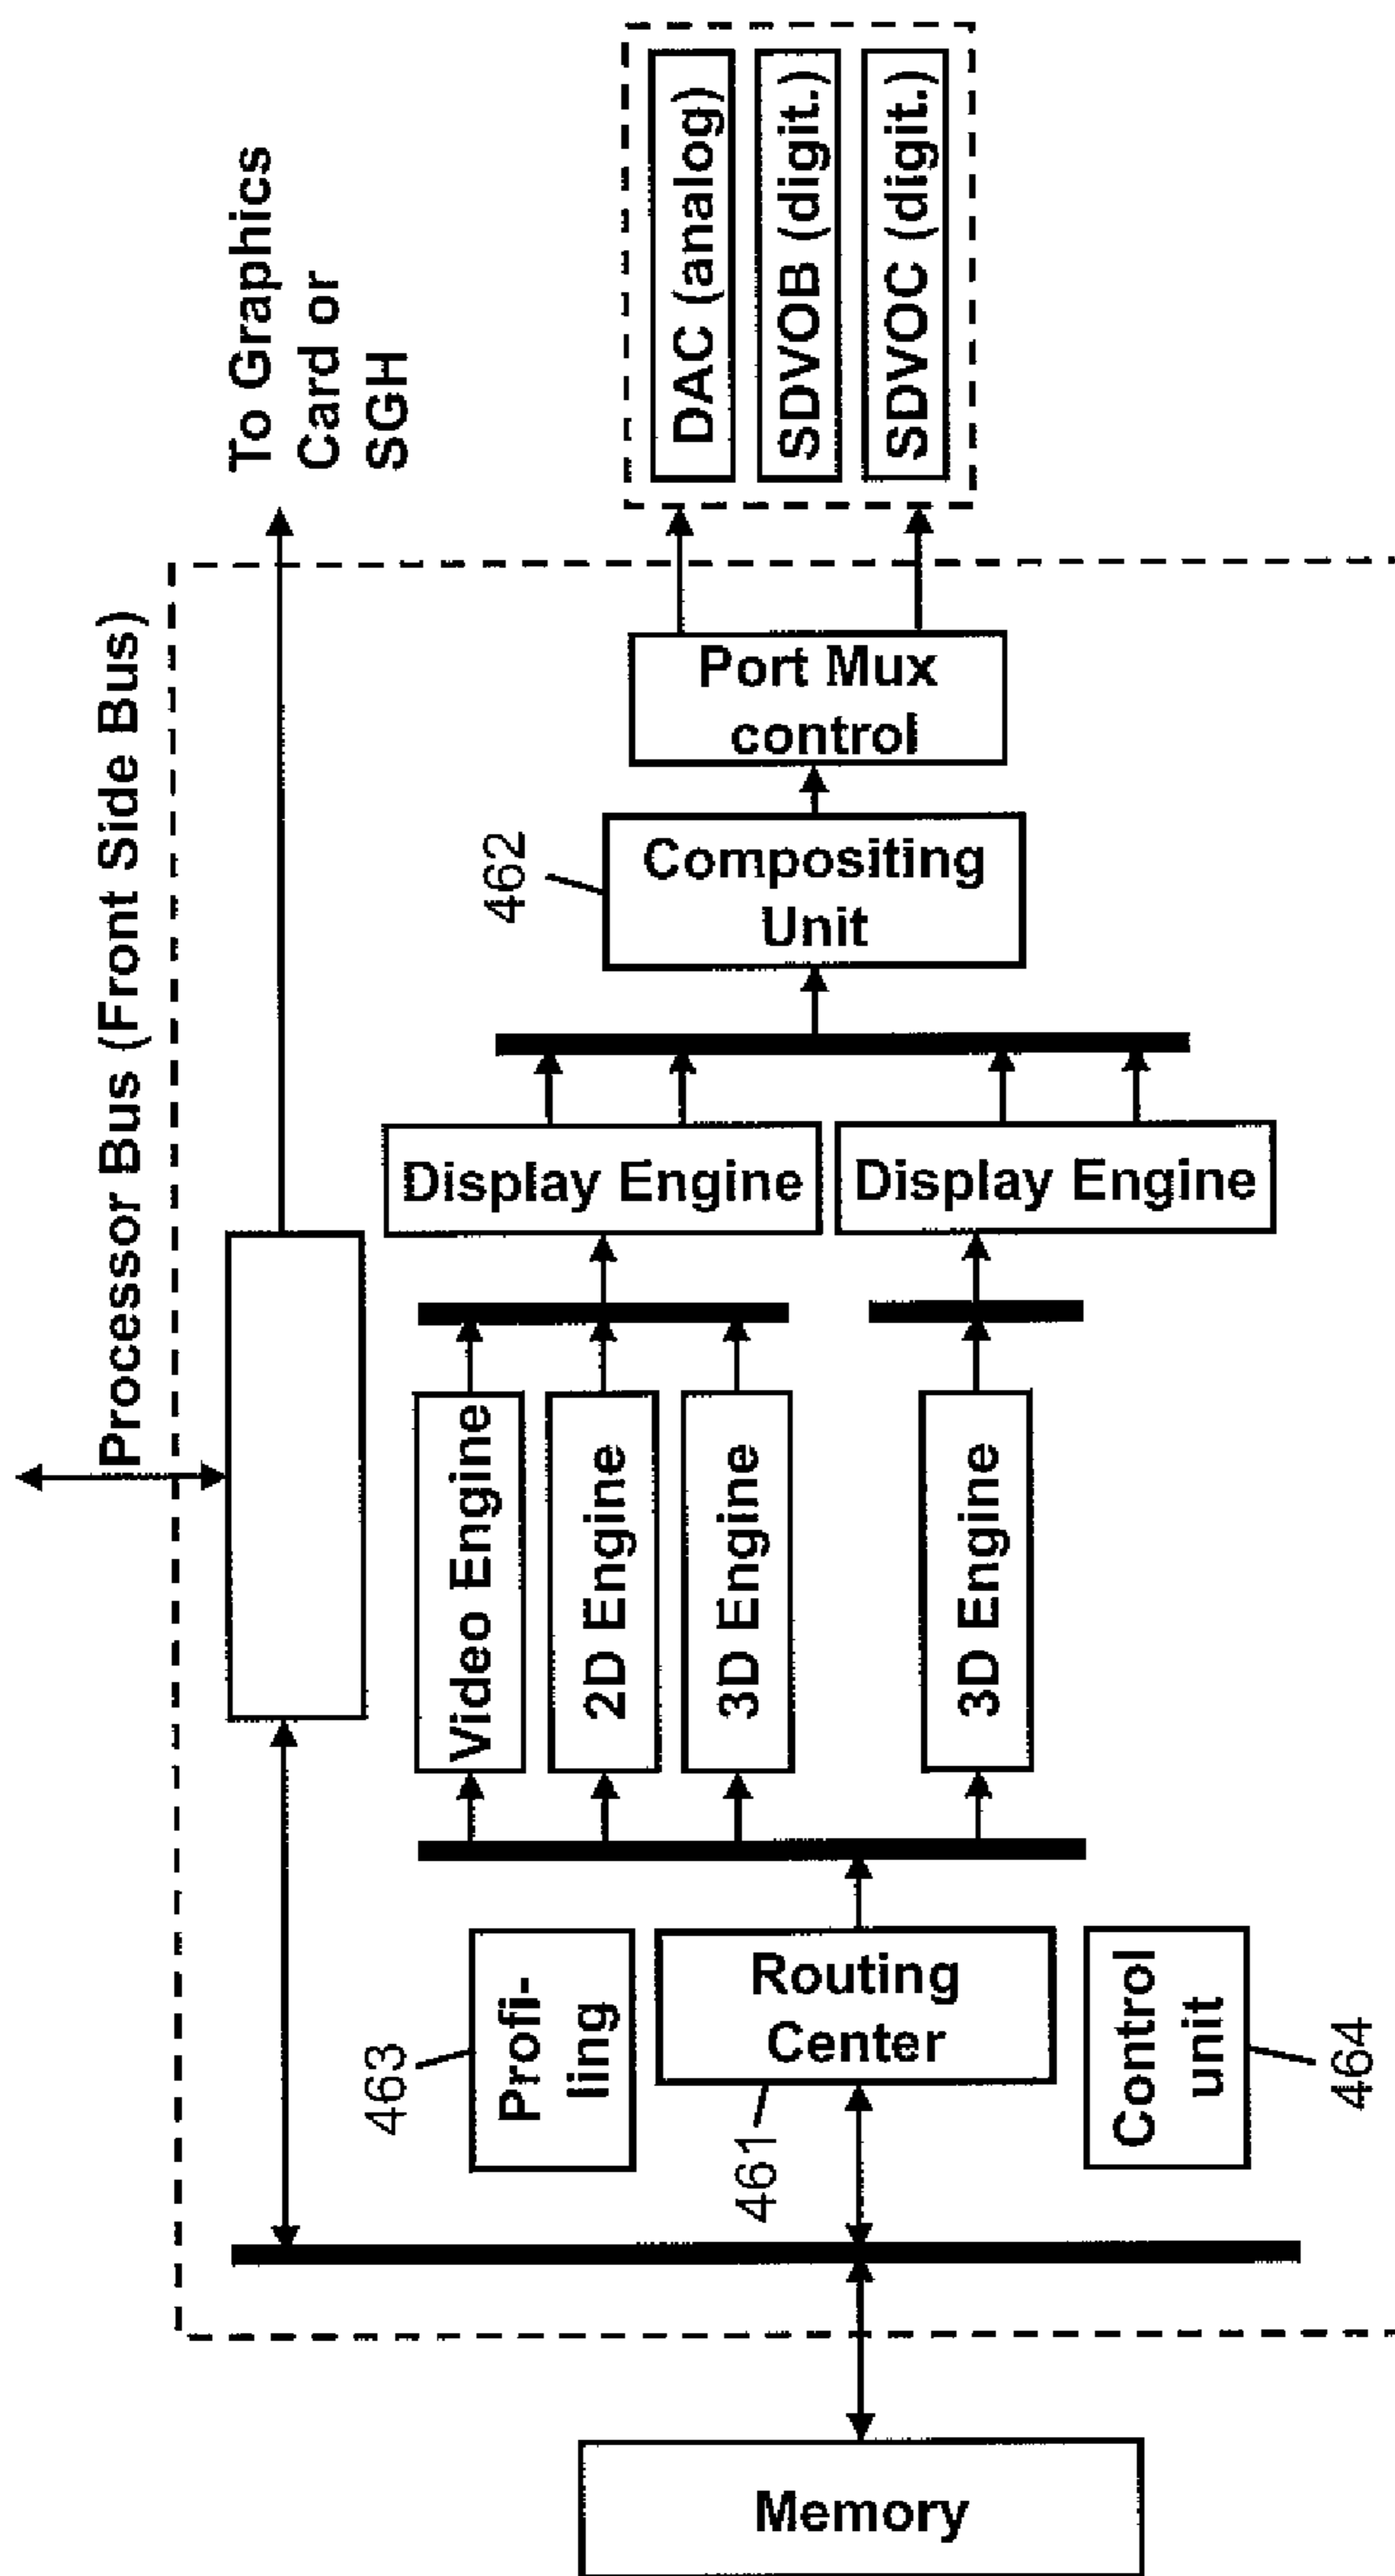 Processor Bus (Front Side Bus)
To Graphics
Card or
SGH
DAC (analog)
SDVOB (digit.)
SDVOC (digit.)
Port Mux
control
462
Compositing
Unit
Display Engine
Display Engine
Video Engine
2D Engine
3D Engine
3D Engine
463
Profi-
ling
Routing
Center
461
Control
unit
464
Memory